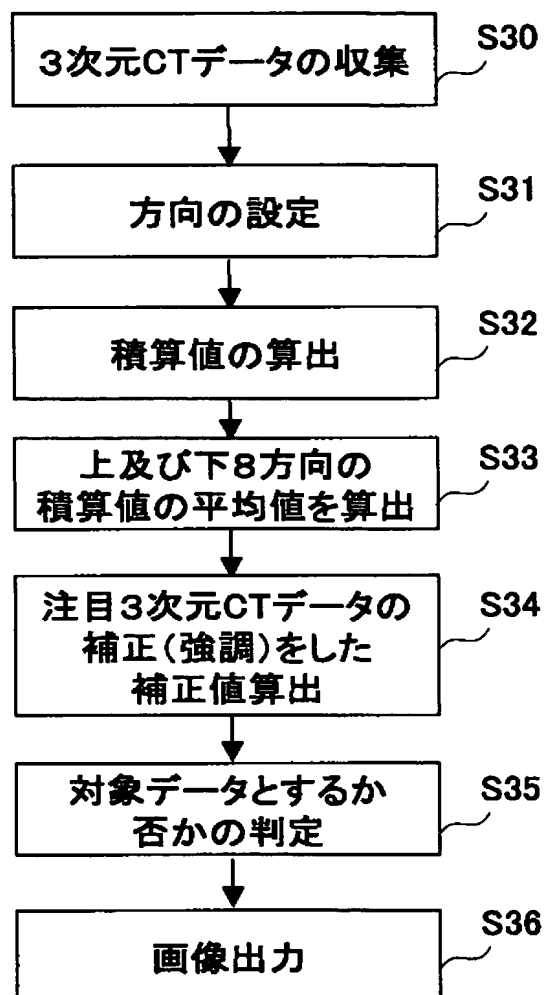 3次元CTデータの収集
S30
方向の設定
S31
積算値の算出
S32
上及び下8方向の
積算値の平均値を算出
S33
注目3次元CTデータの
補正(強調)をした
補正値算出
S34
対象データとするか
否かの判定
S35
画像出力
S36